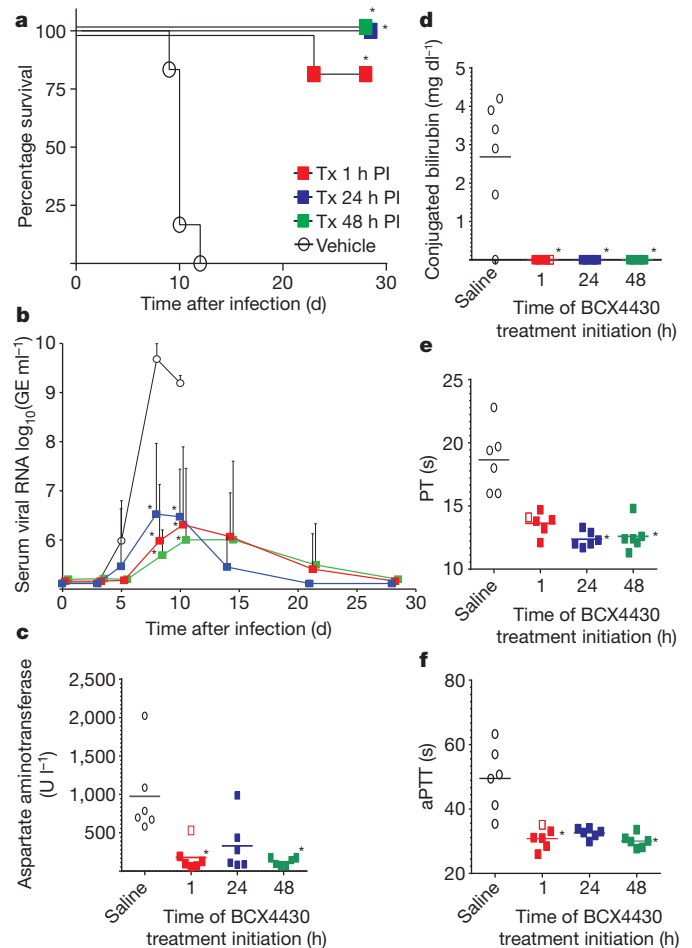 a
Percentage survival
100
75
50
25
0
10
20
30
Time after infection (d)
Tx 1 h PI
Tx 24 h PI
Tx 48 h PI
Vehicle
*
*
*
b
Serum viral RNA log10(GE ml–1)
10
9
8
7
6
0
5
10
15
20
25
30
Time after infection (d)
*
*
*
*
*
*
c
Aspartate aminotransferase
(U l–1)
2,500
2,000
1,500
1,000
500
*
*
Saline
1
24
48
Time of BCX4430
treatment initiation (h)
d
Conjugated bilirubin (mg dl–1)
5
4
3
2
1
0
*
*
*
Saline
1
24
48
Time of BCX4430
treatment initiation (h)
e
PT (s)
25
20
15
10
*
*
Saline
1
24
48
Time of BCX4430
treatment initiation (h)
f
aPTT (s)
80
60
40
20
*
*
Saline
1
24
48
Time of BCX4430
treatment initiation (h)